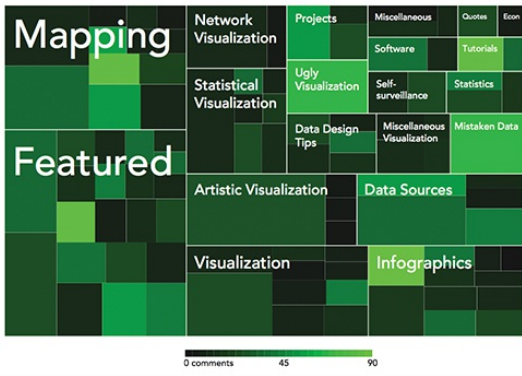 Mapping
Featured
Network
Visualization
Statistical
Visualization
Projects
Ugly
Visualization
Data Design
Tips
Miscellaneous
Software
Self-
surveillance
Miscellaneous
Visualization
Quotes
Econ
Tutorials
Statistics
Mistaken Data
Artistic Visualization
Data Sources
Visualization
Infographics
0 comments 45 90